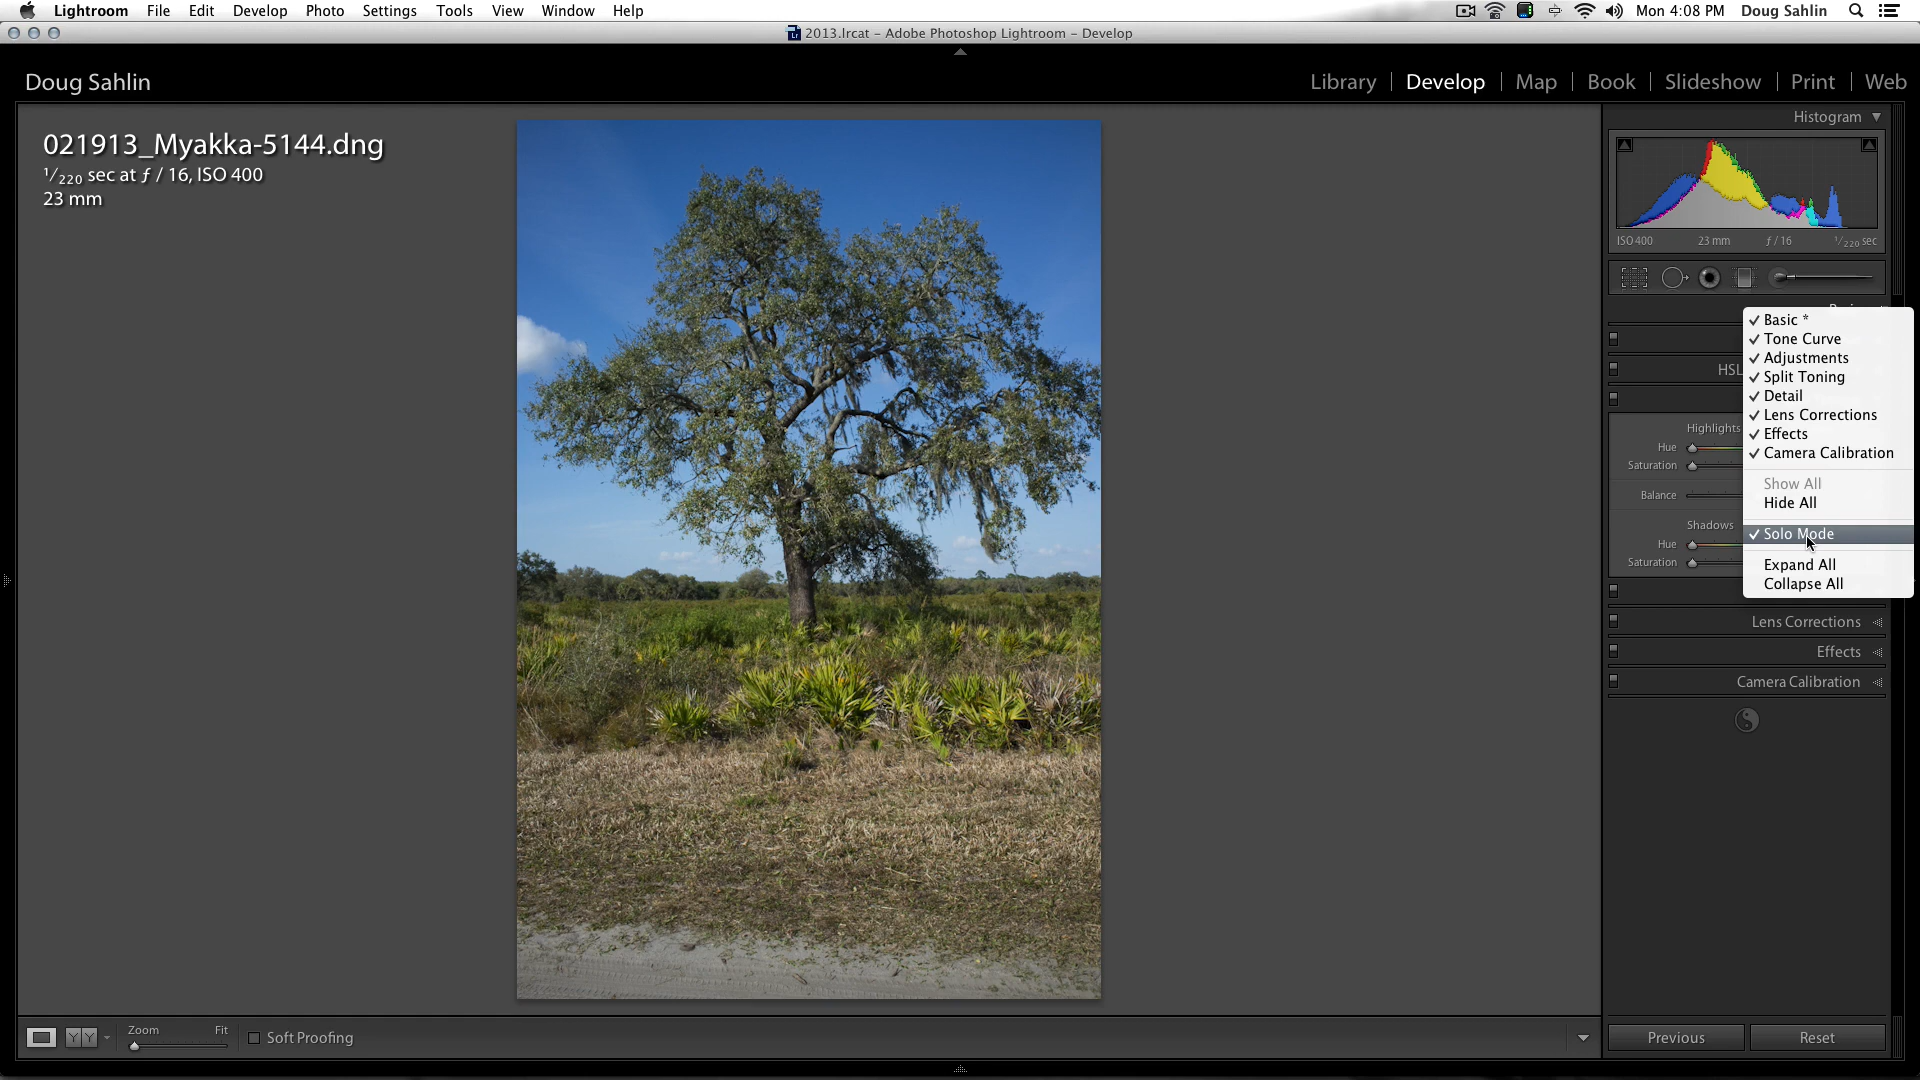 Lightroom File Edit Develop Photo Settings Tools View Window Help Mon 4:08 PM Doug Sahlin
2013.lrcat – Adobe Photoshop Lightroom – Develop
Doug Sahlin
Library | Develop | Map | Book | Slideshow | Print | Web
021913_Myakka-5144.dng
1/220 sec at ƒ / 16, ISO 400
23 mm
Histogram
ISO 400 23 mm ƒ / 16 1/220 sec
✓ Basic *
✓ Tone Curve
✓ Adjustments
HSL
✓ Split Toning
✓ Detail
✓ Lens Corrections
Highlights
✓ Effects
Hue
✓ Camera Calibration
Saturation
Show All
Balance
Hide All
Shadows
✓ Solo Mode
Hue
Saturation
Expand All
Collapse All
Lens Corrections
Effects
Camera Calibration
Zoom Fit
Soft Proofing
YY
Previous Reset